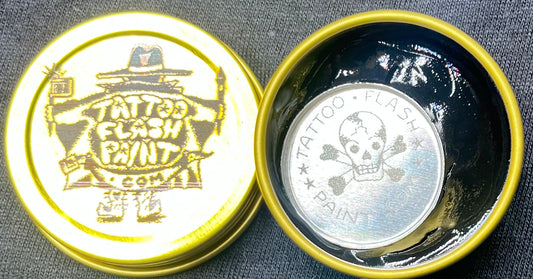 TATTOO
FLASH
PAINT
.COM
TATTOO • FLASH
PAINT